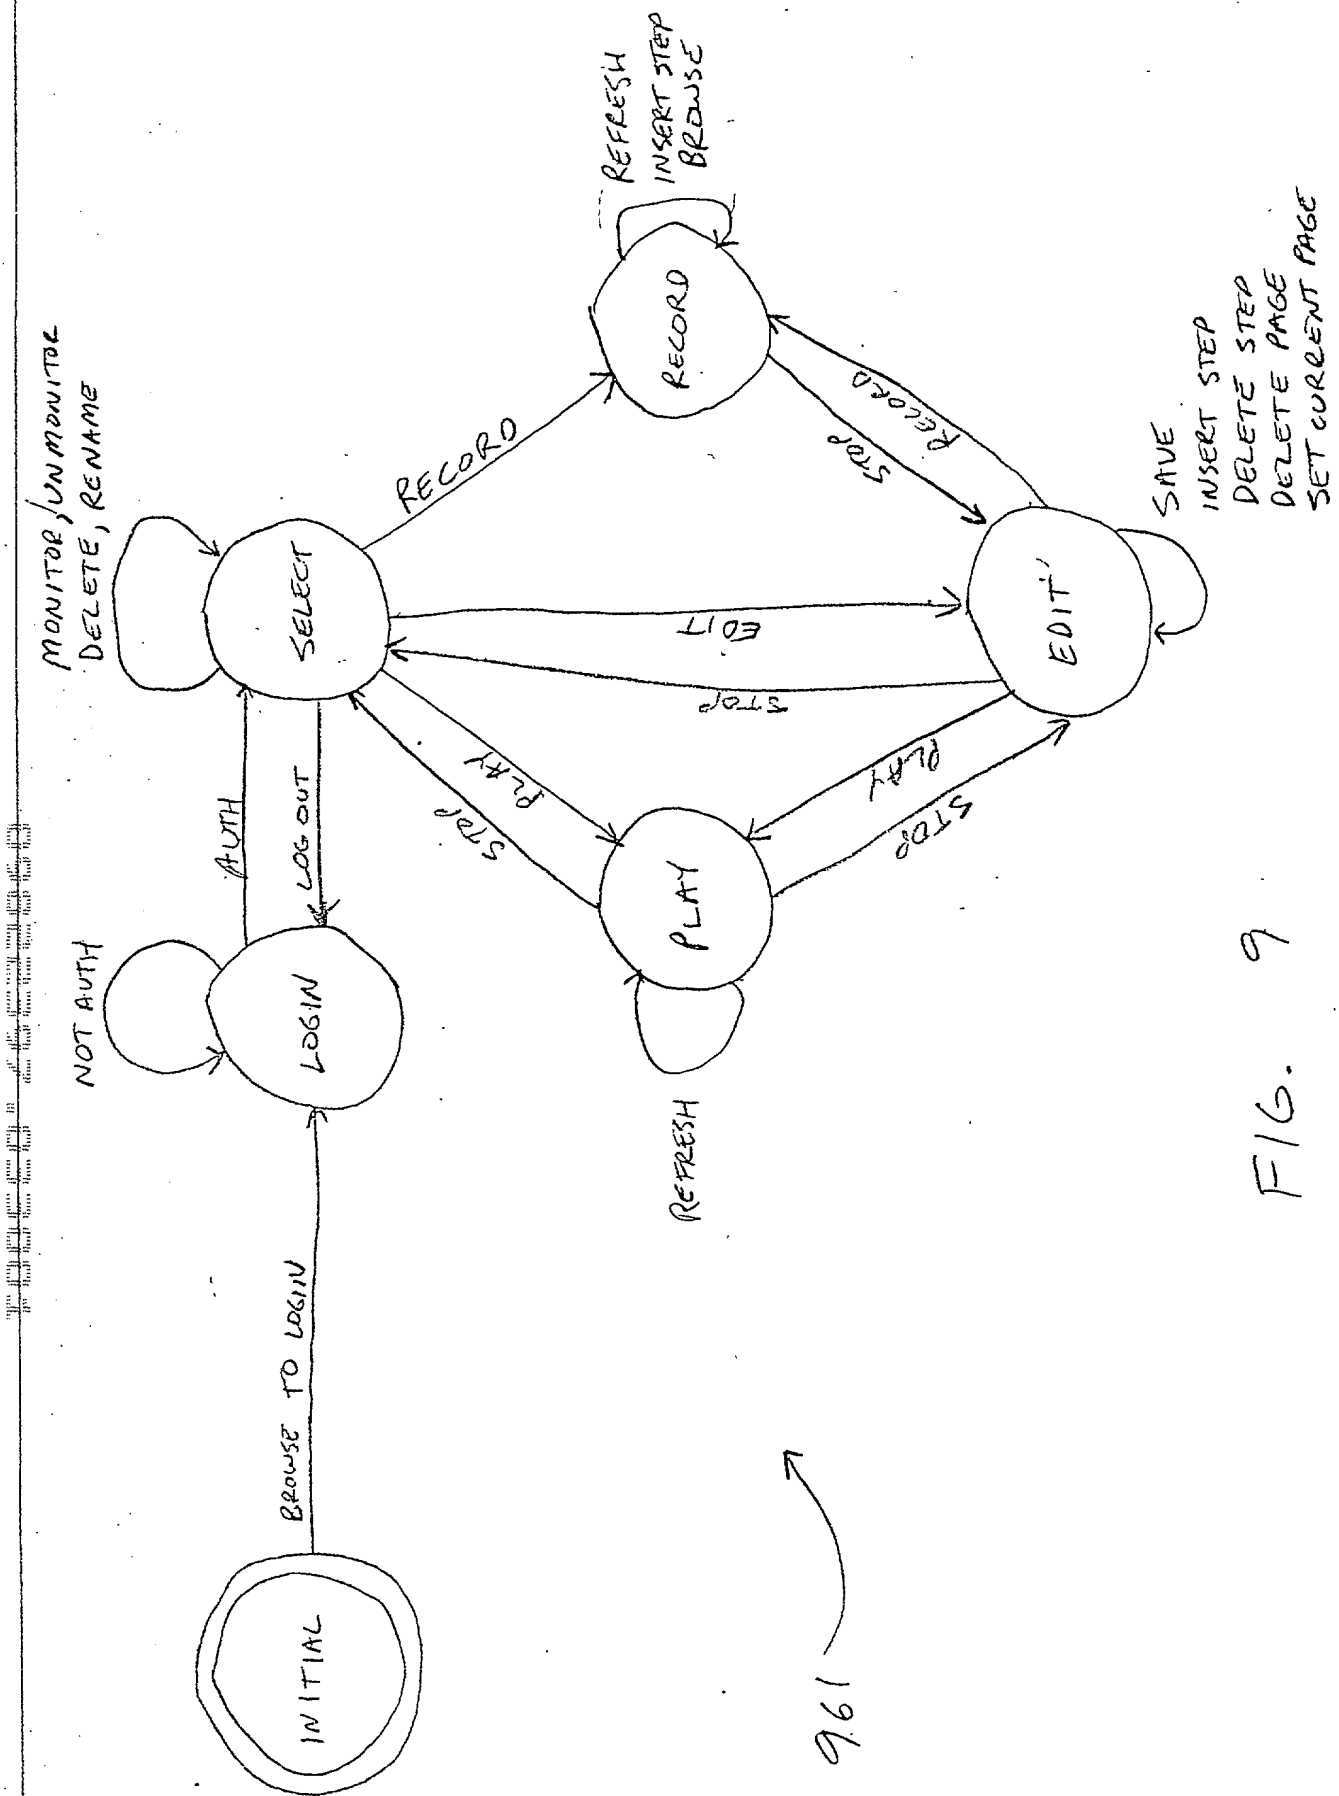 MONITOR/UNMONITOR
DELETE, RENAME
NOT AUTH
AUTH
LOGOUT
BROWSE TO LOGIN
INITIAL
LOGIN
SELECT
RECORD
REFRESH
INSERT STEP
BROWSE
RECORD
STOP
PLAY
EDIT
STOP
STOP
RECORD
REFRESH
PLAY
PLAY
STOP
EDIT
SAVE
INSERT STEP
DELETE STEP
DELETE PAGE
SET CURRENT PAGE
961
FIG. 9